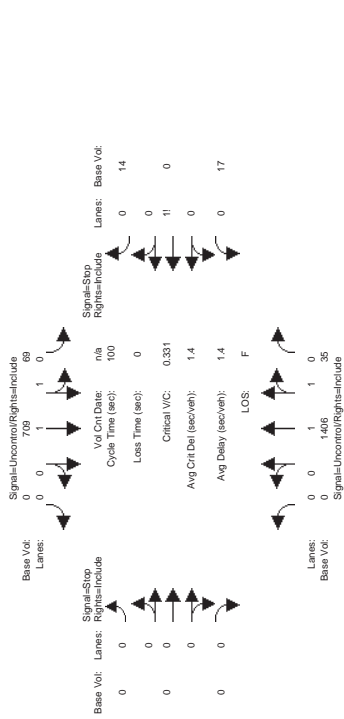 Signal=Uncontrol/Rights=Include
Base Vol: 0 709 69
Lanes: 0 0 1 1 0
Signal=Stop
Rights=Include
Signal=Stop
Rights=Include
Base Vol: Lanes: Vol Cnt Date: n/a Lanes: Base Vol:
0 0 Cycle Time (sec): 100 0 14
0 Loss Time (sec): 0 0
0 0 Critical V/C: 0.331 1! 0
0 Avg Crit Del (sec/veh): 1.4 0
0 0 Avg Delay (sec/veh): 1.4 0 17
LOS: F
Lanes: 0 0 1 1 0
Base Vol: 0 1406 35
Signal=Uncontrol/Rights=Include